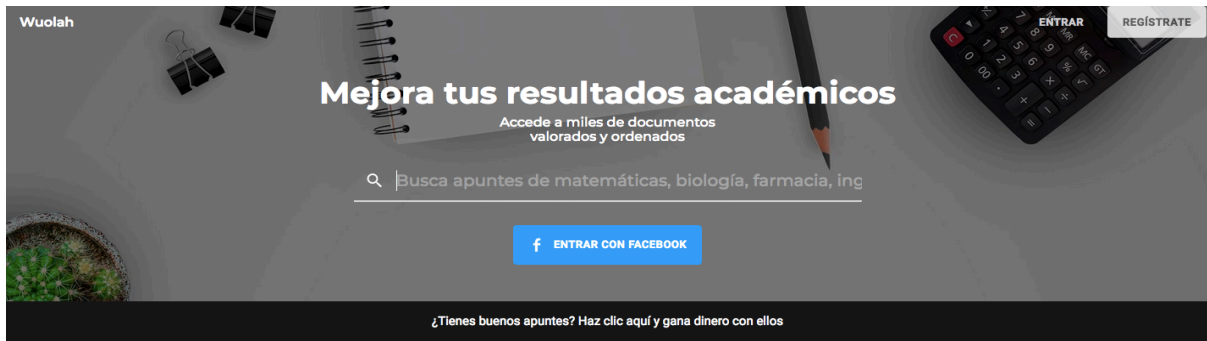 Wuolah
ENTRAR
REGÍSTRATE
Mejora tus resultados académicos
Accede a miles de documentos
valorados y ordenados
Busca apuntes de matemáticas, biología, farmacia, ing
f ENTRAR CON FACEBOOK
¿Tienes buenos apuntes? Haz clic aquí y gana dinero con ellos